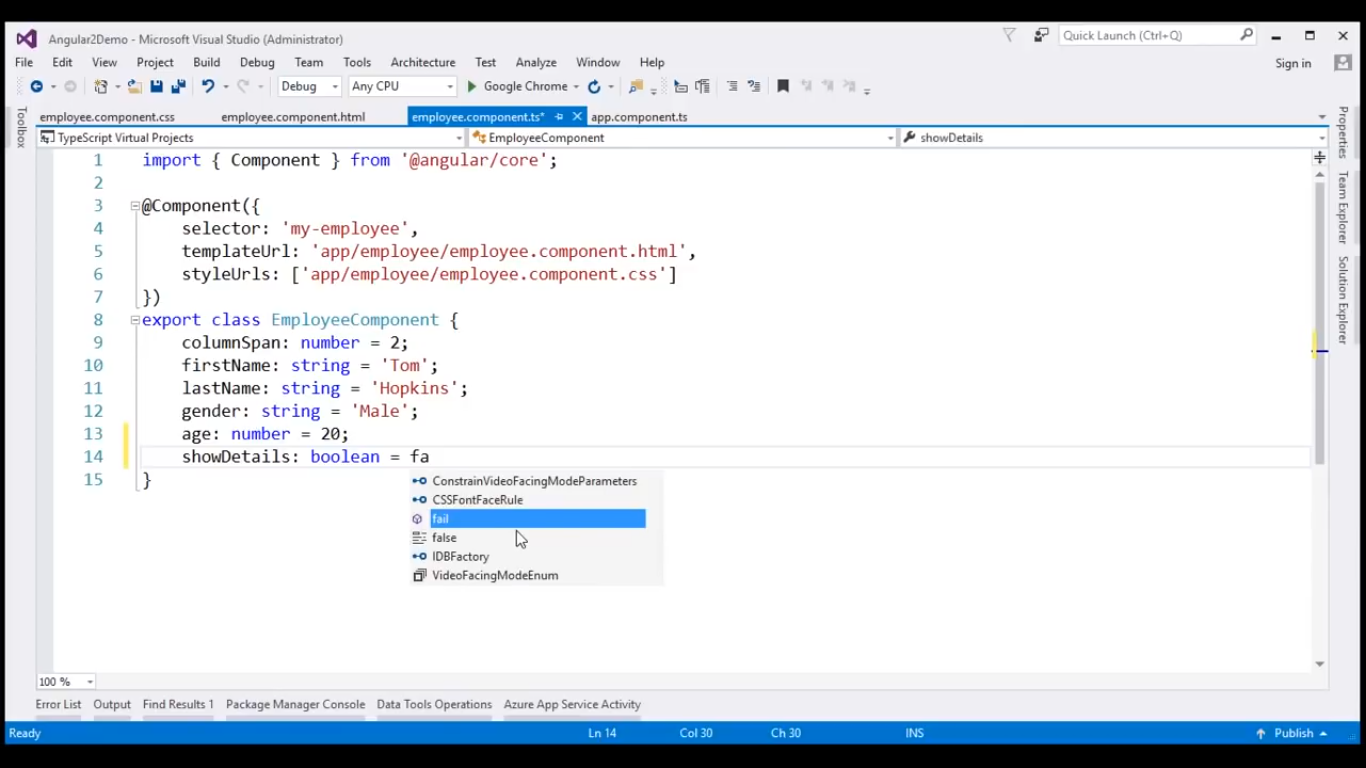 Angular2Demo - Microsoft Visual Studio (Administrator)
Quick Launch (Ctrl+Q)
File Edit View Project Build Debug Team Tools Architecture Test Analyze Window Help
Sign in
Debug Any CPU Google Chrome
employee.component.css employee.component.html employee.component.ts* app.component.ts
TypeScript Virtual Projects EmployeeComponent showDetails
1 import { Component } from '@angular/core';
2
3 @Component({
4 selector: 'my-employee',
5 templateUrl: 'app/employee/employee.component.html',
6 styleUrls: ['app/employee/employee.component.css']
7 })
8 export class EmployeeComponent {
9 columnSpan: number = 2;
10 firstName: string = 'Tom';
11 lastName: string = 'Hopkins';
12 gender: string = 'Male';
13 age: number = 20;
14 showDetails: boolean = fa
15 }
ConstrainVideoFacingModeParameters
CSSFontFaceRule
fail
false
IDBFactory
VideoFacingModeEnum
Toolbox
Properties
Team Explorer
Solution Explorer
100 %
Error List Output Find Results 1 Package Manager Console Data Tools Operations Azure App Service Activity
Ready Ln 14 Col 30 Ch 30 INS Publish